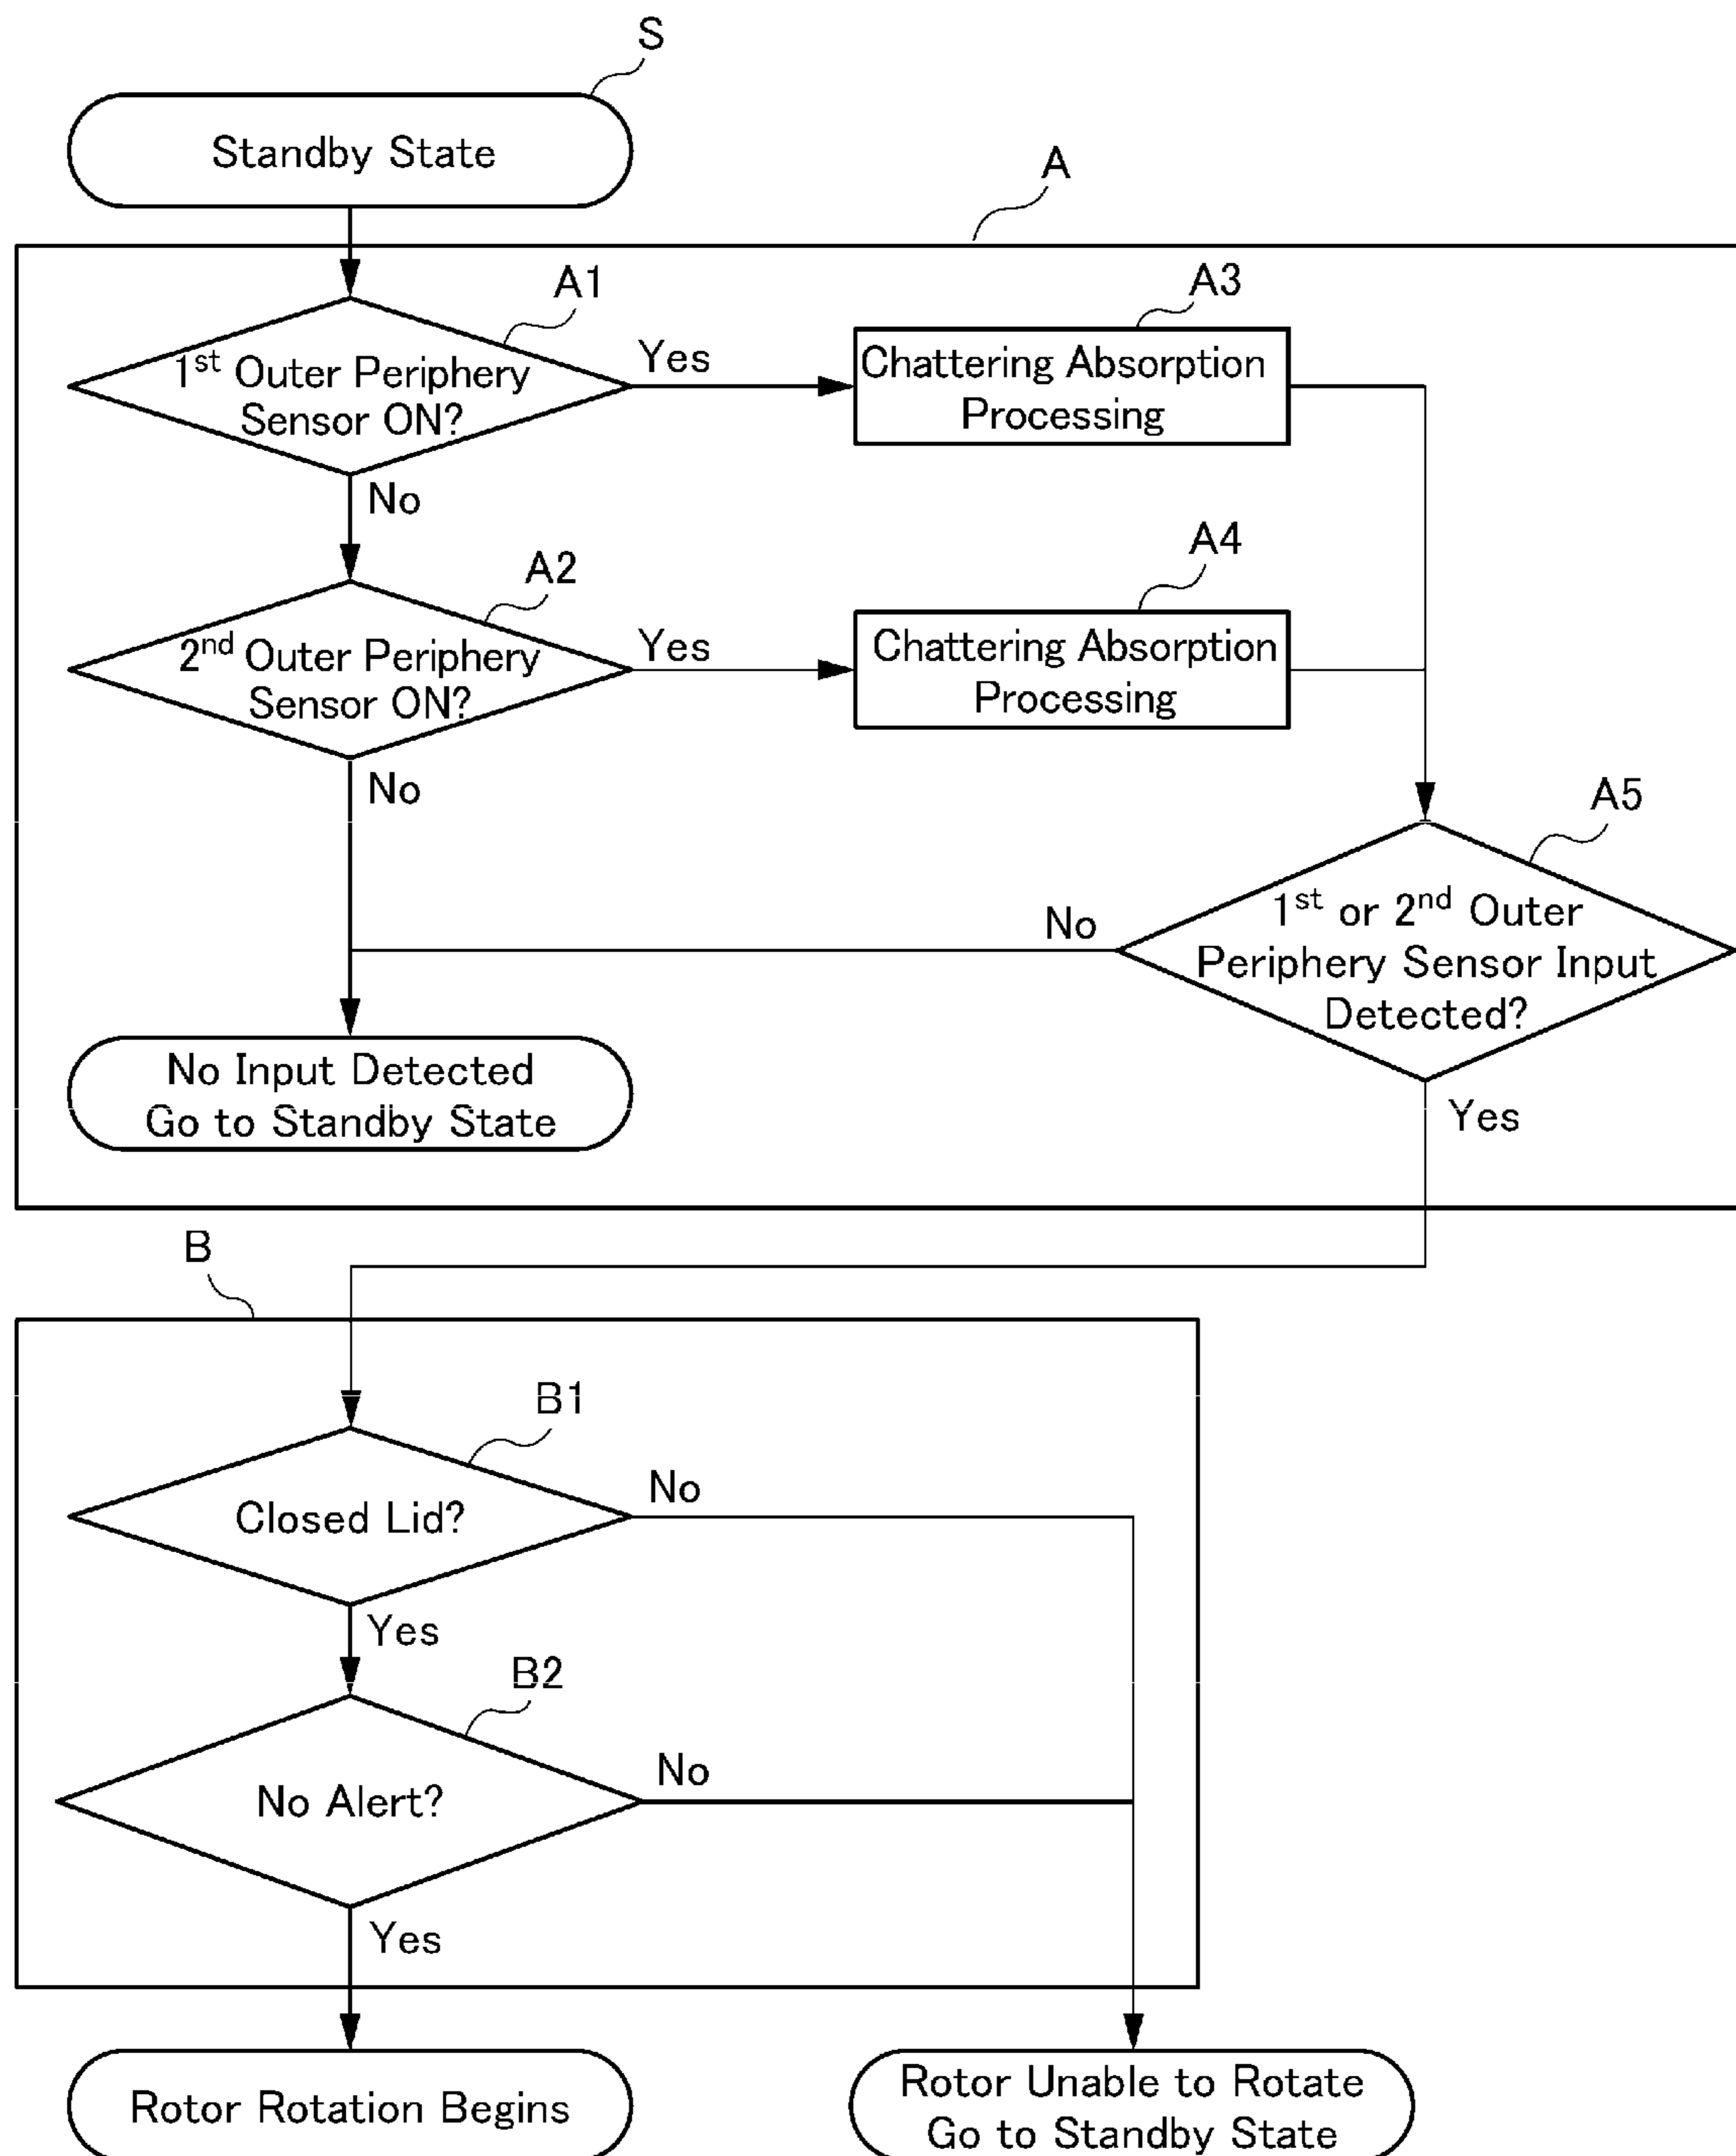 S
Standby State
A
A1
A3
1st Outer Periphery
Sensor ON?
Yes
Chattering Absorption
Processing
No
A2
A4
2nd Outer Periphery
Sensor ON?
Yes
Chattering Absorption
Processing
No
A5
1st or 2nd Outer
Periphery Sensor Input
Detected?
No
Yes
No Input Detected
Go to Standby State
B
B1
Closed Lid?
No
Yes
B2
No Alert?
No
Yes
Rotor Rotation Begins
Rotor Unable to Rotate
Go to Standby State